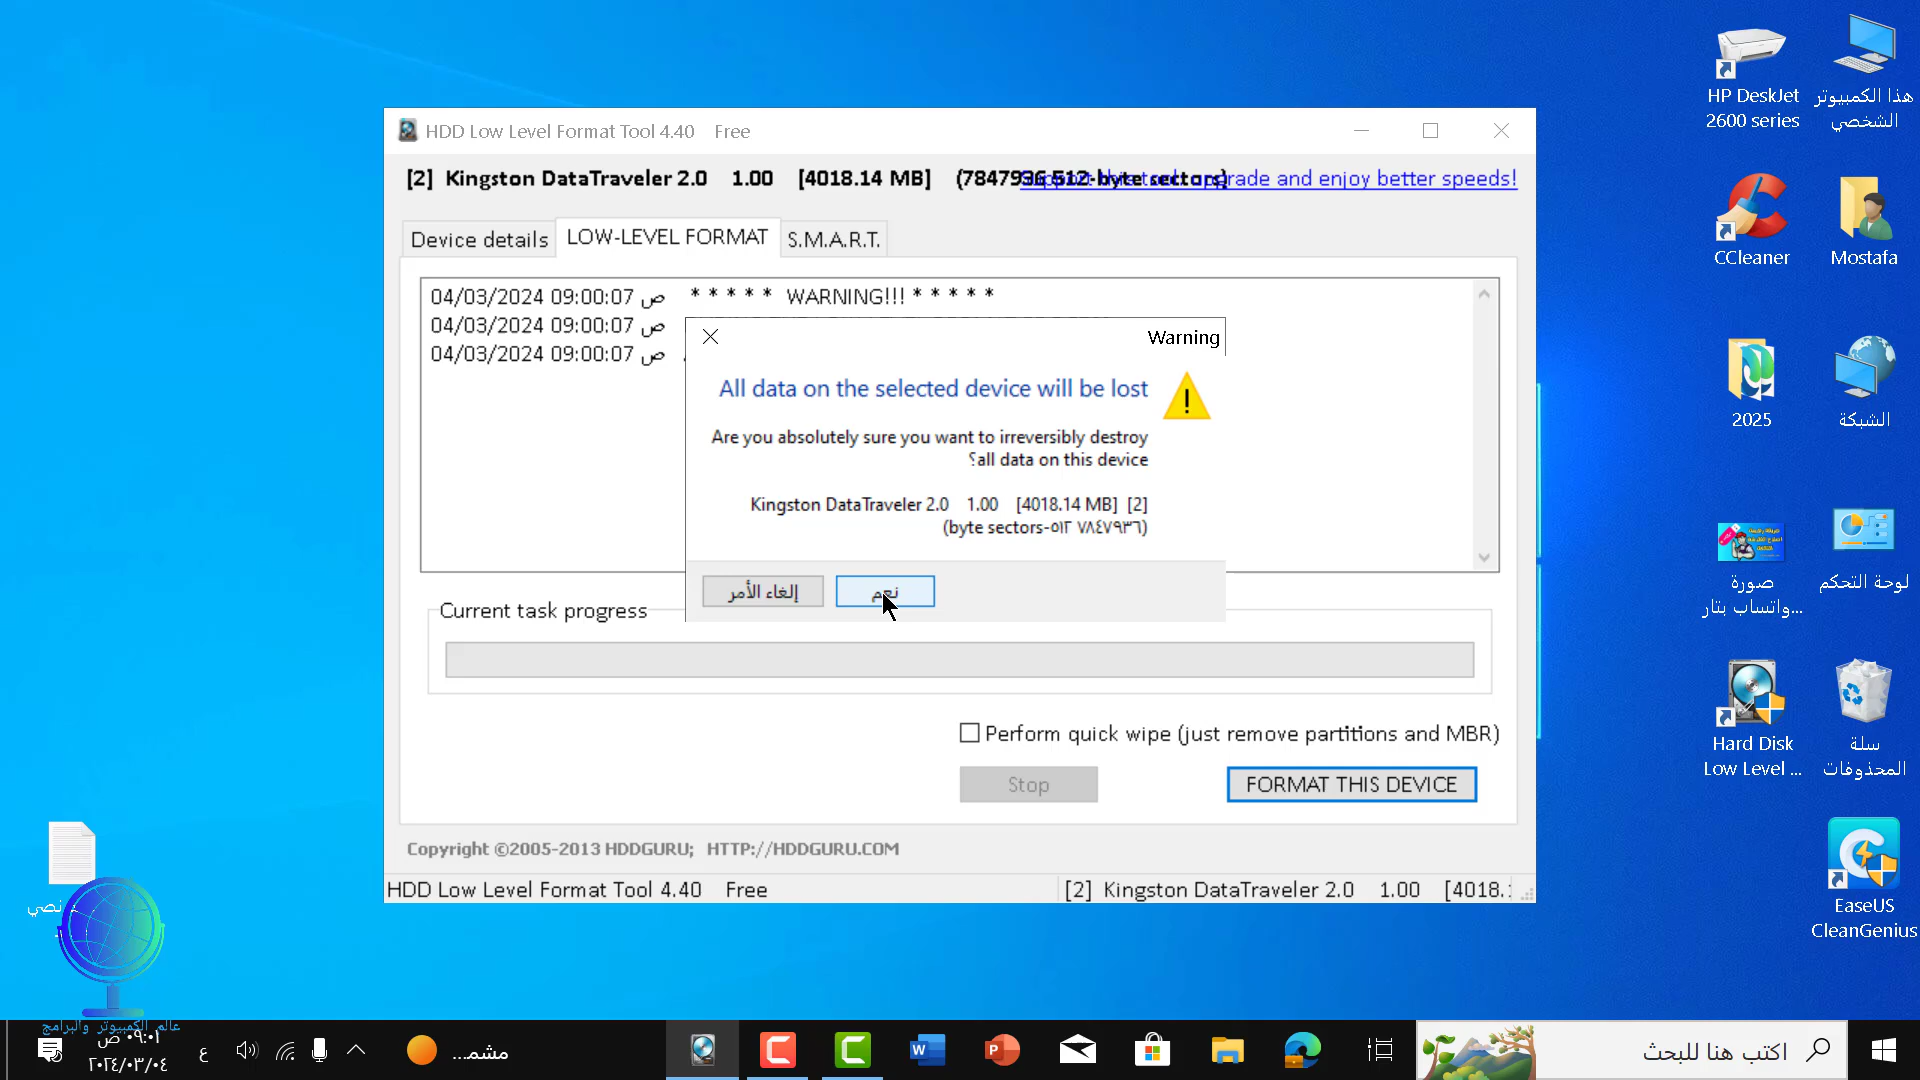 HDD Low Level Format Tool 4.40    Free
[2]  Kingston DataTraveler 2.0   1.00   [4018.14 MB]   (7847936 512-byte sectors)
upgrade and enjoy better speeds!
Device details
LOW-LEVEL FORMAT
S.M.A.R.T.
04/03/2024 09:00:07 ص   * * * * *  WARNING!!! * * * * *
04/03/2024 09:00:07 ص
04/03/2024 09:00:07 ص
Warning
All data on the selected device will be lost
Are you absolutely sure you want to irreversibly destroy
؟all data on this device
Kingston DataTraveler 2.0   1.00   [4018.14 MB]  [2]
(byte sectors-٥١٢ ٧٨٤٧٩٣٦)
إلغاء الأمر
نعم
Current task progress
Perform quick wipe (just remove partitions and MBR)
Stop
FORMAT THIS DEVICE
Copyright ©2005-2013 HDDGURU;   HTTP://HDDGURU.COM
HDD Low Level Format Tool 4.40    Free
[2]  Kingston DataTraveler 2.0    1.00    [4018.
HP DeskJet
2600 series
هذا الكمبيوتر
الشخصي
CCleaner
Mostafa
2025
الشبكة
صورة
واتساب بتار...
لوحة التحكم
Hard Disk
Low Level ...
سلة
المحذوفات
EaseUS
CleanGenius
نصي
عالم الكمبيوتر والبرامج
٠٩:٠١ ص
٢٠٢٤/٠٣/٠٤
ع
مشمـ...
اكتب هنا للبحث